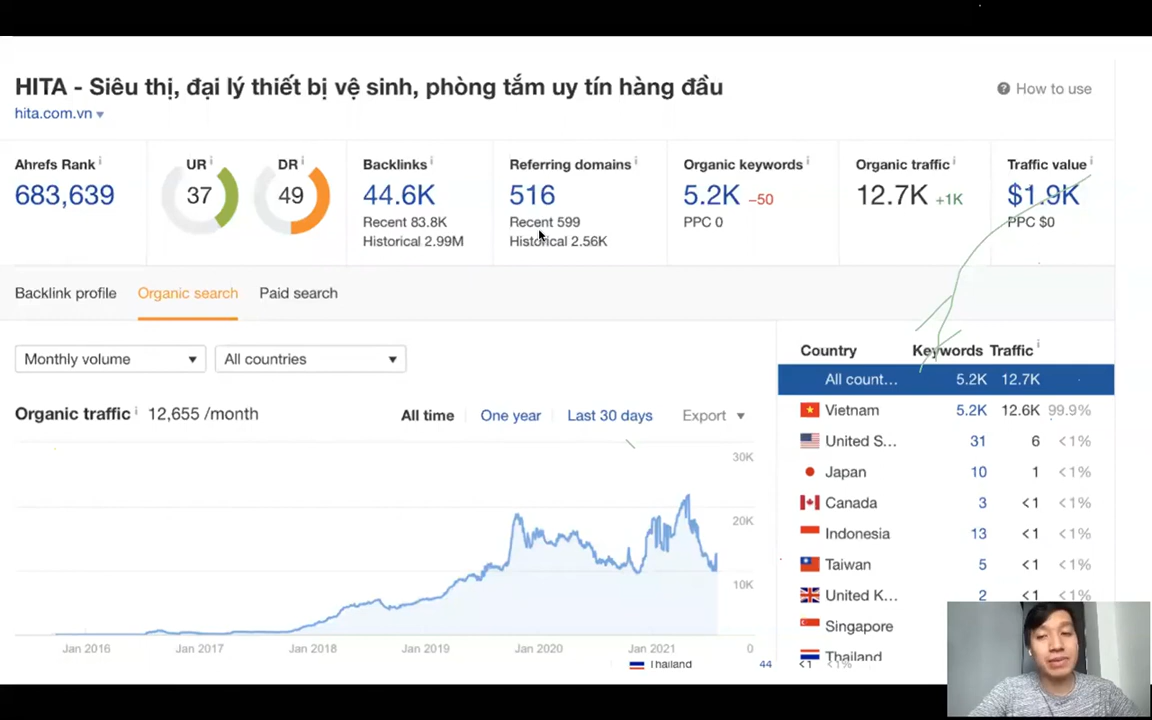 HITA - Siêu thị, đại lý thiết bị vệ sinh, phòng tắm uy tín hàng đầu
How to use
hita.com.vn
Ahrefs Rank UR DR Backlinks Referring domains Organic keywords Organic traffic Traffic value
683,639 37 49 44.6K 516 5.2K -50 12.7K +1K $1.9K
Recent 83.8K Recent 599 PPC 0 PPC $0
Historical 2.99M Historical 2.56K
Backlink profile Organic search Paid search
Monthly volume All countries
Organic traffic 12,655 /month All time One year Last 30 days Export
30K
20K
10K
0
Jan 2016 Jan 2017 Jan 2018 Jan 2019 Jan 2020 Jan 2021
Country Keywords Traffic
All count... 5.2K 12.7K
Vietnam 5.2K 12.6K 99.9%
United S... 31 6 <1%
Japan 10 1 <1%
Canada 3 <1 <1%
Indonesia 13 <1 <1%
Taiwan 5 <1 <1%
United K... 2 <1 <1%
Singapore
Thailand
Thailand 44 <1 <1%